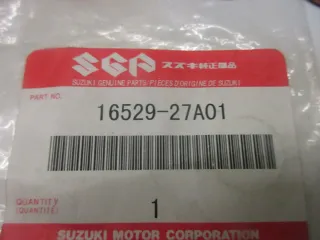 SGP スズキ純正部品
SUZUKI GENUINE PARTS/PIECES D'ORIGINE DE SUZUKI
PART NO.
16529-27A01
QUANTITY
(QUANTITÉ)
1
SUZUKI MOTOR CORPORATION